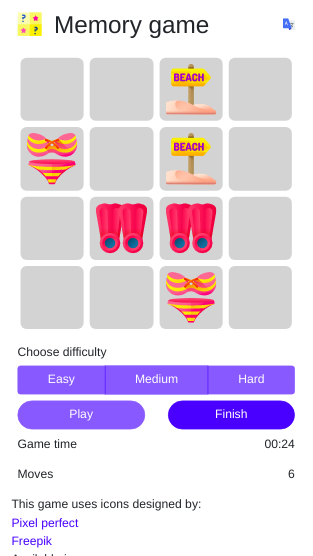 Memory game
BEACH
BEACH
Choose difficulty
Easy Medium Hard
Play Finish
Game time 00:24
Moves 6
This game uses icons designed by:
Pixel perfect
Freepik